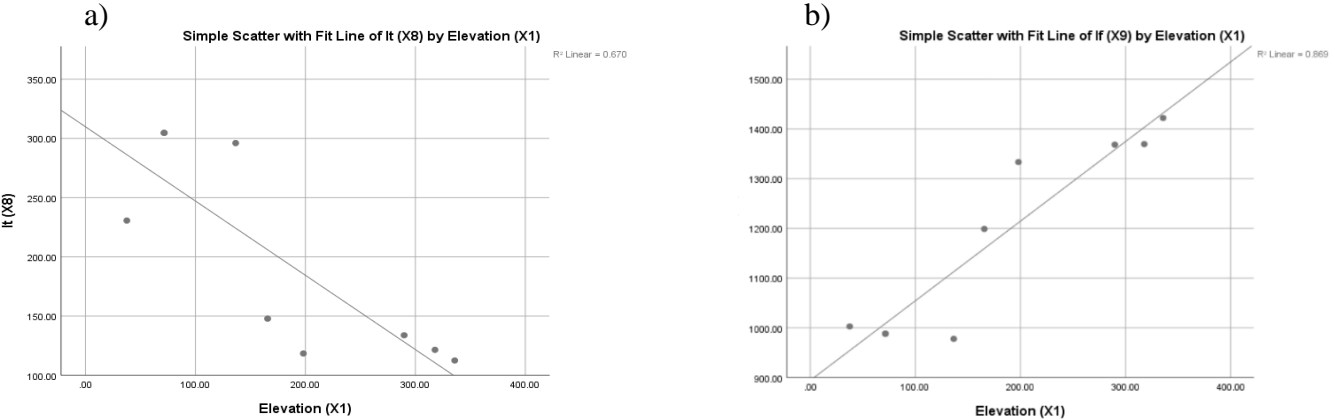 a)
Simple Scatter with Fit Line of It (X8) by Elevation (X1)
R² Linear = 0.670
350.00
300.00
250.00
200.00
150.00
100.00
It (X8)
.00 100.00 200.00 300.00 400.00
Elevation (X1)
b)
Simple Scatter with Fit Line of If (X9) by Elevation (X1)
R² Linear = 0.869
1500.00
1400.00
1300.00
1200.00
1100.00
1000.00
900.00
.00 100.00 200.00 300.00 400.00
Elevation (X1)